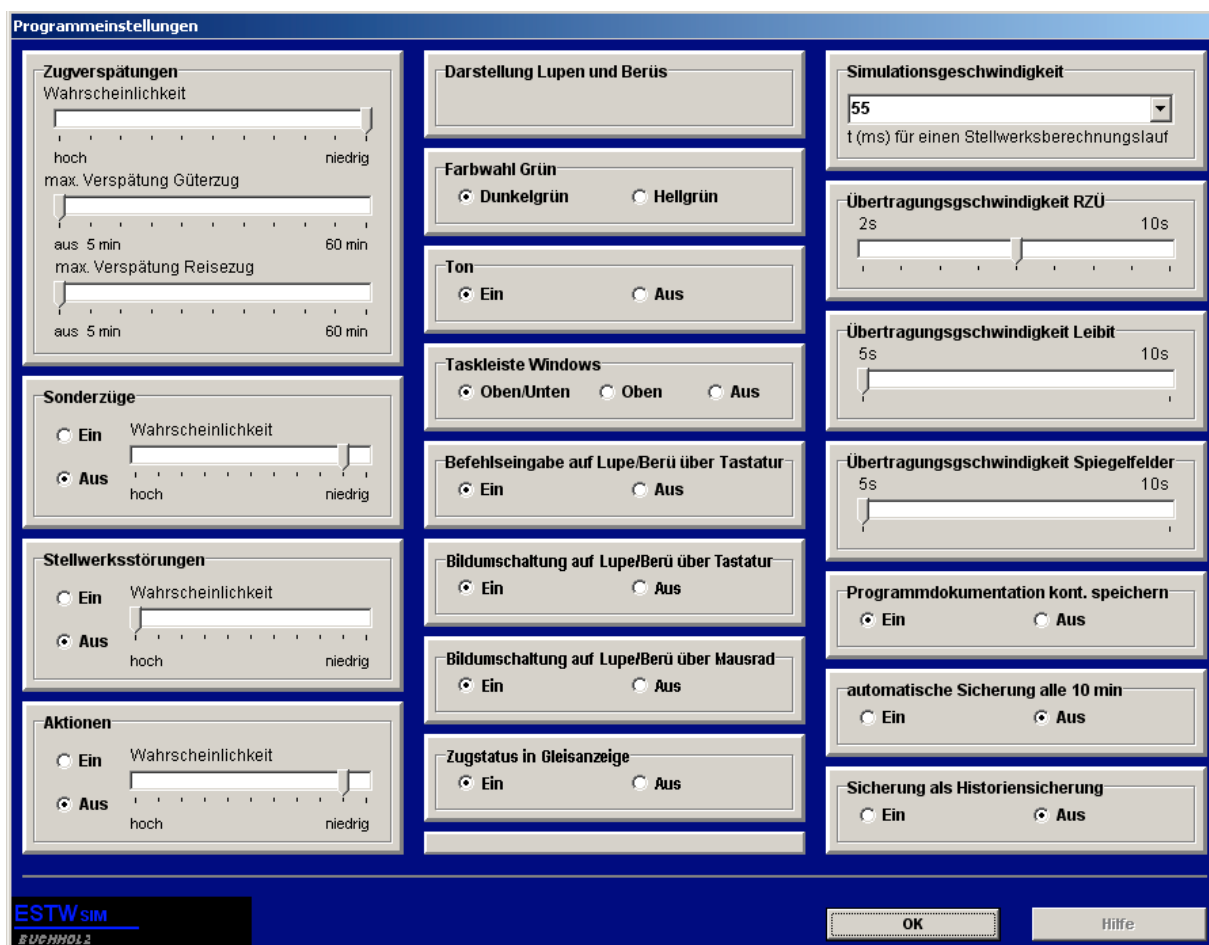 Programmeinstellungen
Zugverspätungen
Wahrscheinlichkeit
hoch niedrig
max. Verspätung Güterzug
aus 5 min 60 min
max. Verspätung Reisezug
aus 5 min 60 min
Sonderzüge
Ein Wahrscheinlichkeit
Aus
hoch niedrig
Stellwerksstörungen
Ein Wahrscheinlichkeit
Aus
hoch niedrig
Aktionen
Ein Wahrscheinlichkeit
Aus
hoch niedrig
Darstellung Lupen und Berüs
Farbwahl Grün
Dunkelgrün Hellgrün
Ton
Ein Aus
Taskleiste Windows
Oben/Unten Oben Aus
Befehlseingabe auf Lupe/Berü über Tastatur
Ein Aus
Bildumschaltung auf Lupe/Berü über Tastatur
Ein Aus
Bildumschaltung auf Lupe/Berü über Mausrad
Ein Aus
Zugstatus in Gleisanzeige
Ein Aus
Simulationsgeschwindigkeit
55
t (ms) für einen Stellwerksberechnungslauf
Übertragungsgschwindigkeit RZÜ
2s 10s
Übertragungsgschwindigkeit Leibit
5s 10s
Übertragungsgschwindigkeit Spiegelfelder
5s 10s
Programmdokumentation kont. speichern
Ein Aus
automatische Sicherung alle 10 min
Ein Aus
Sicherung als Historiensicherung
Ein Aus
ESTW SIM
BUCHHOLZ
OK Hilfe